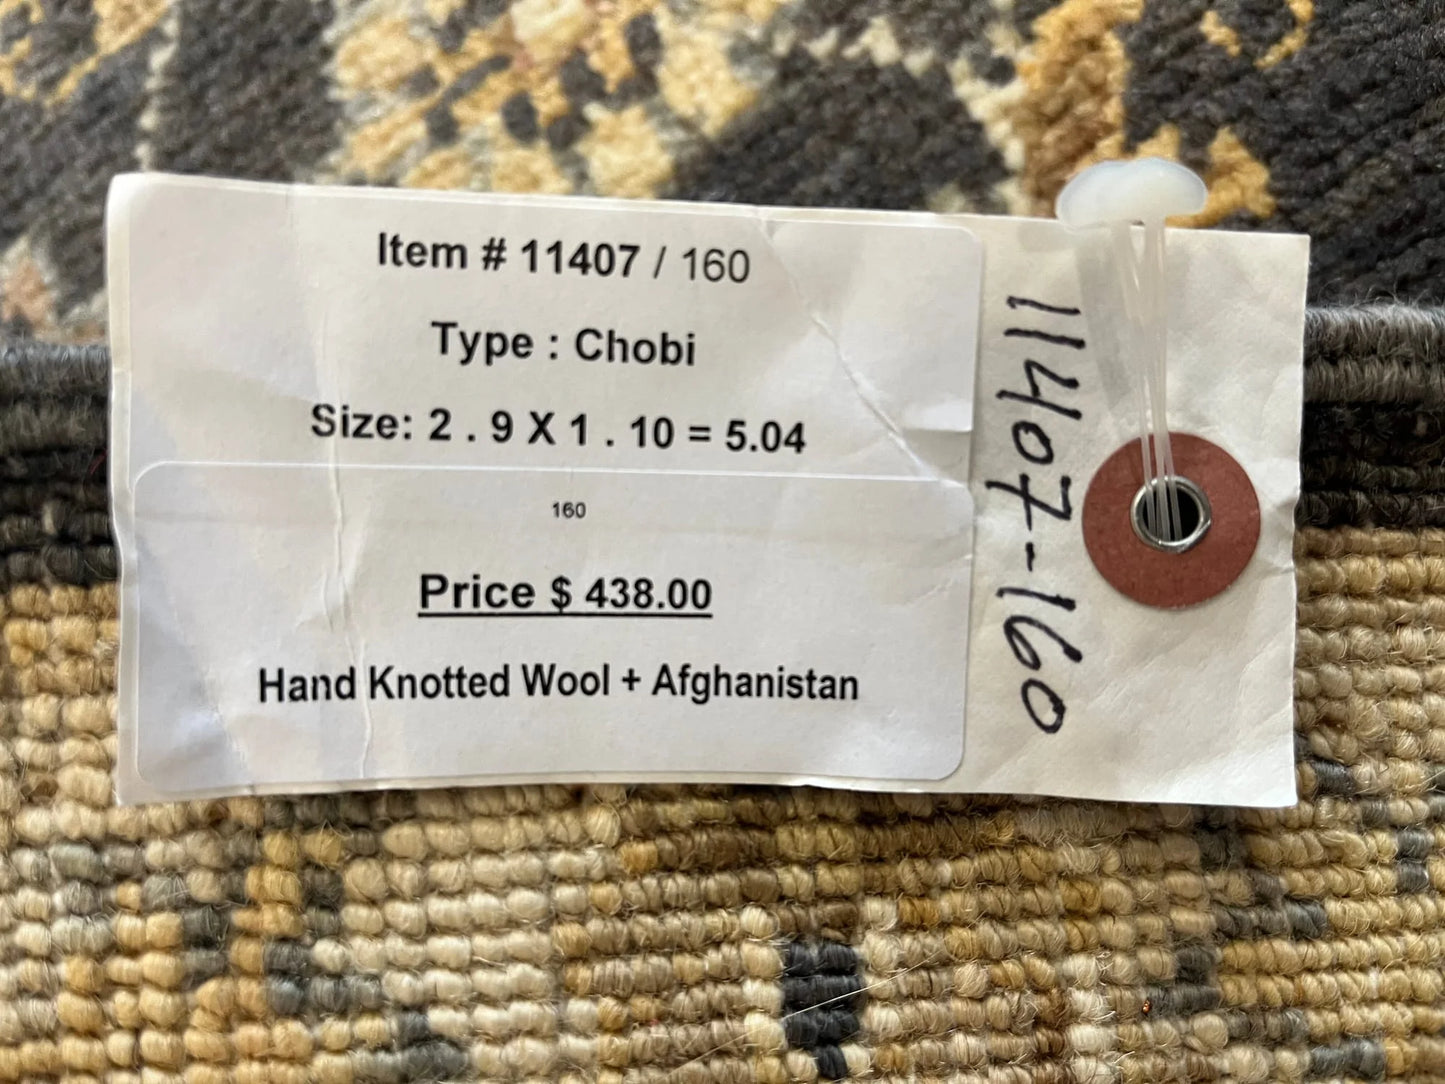 Item # 11407 / 160
Type : Chobi
Size: 2 . 9 X 1 . 10 = 5.04
160
Price $ 438.00
Hand Knotted Wool + Afghanistan
11407-160